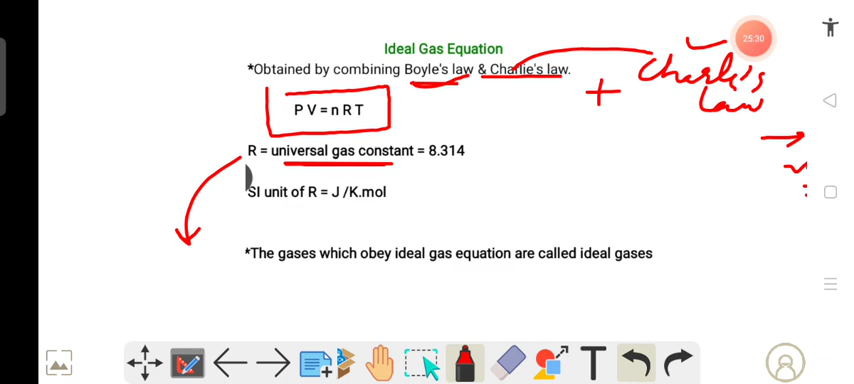 25:30
Ideal Gas Equation
*Obtained by combining Boyle's law & Charlie's law.
+ Charle's
Law
P V = n R T
R = universal gas constant = 8.314
SI unit of R = J /K.mol
*The gases which obey ideal gas equation are called ideal gases
T